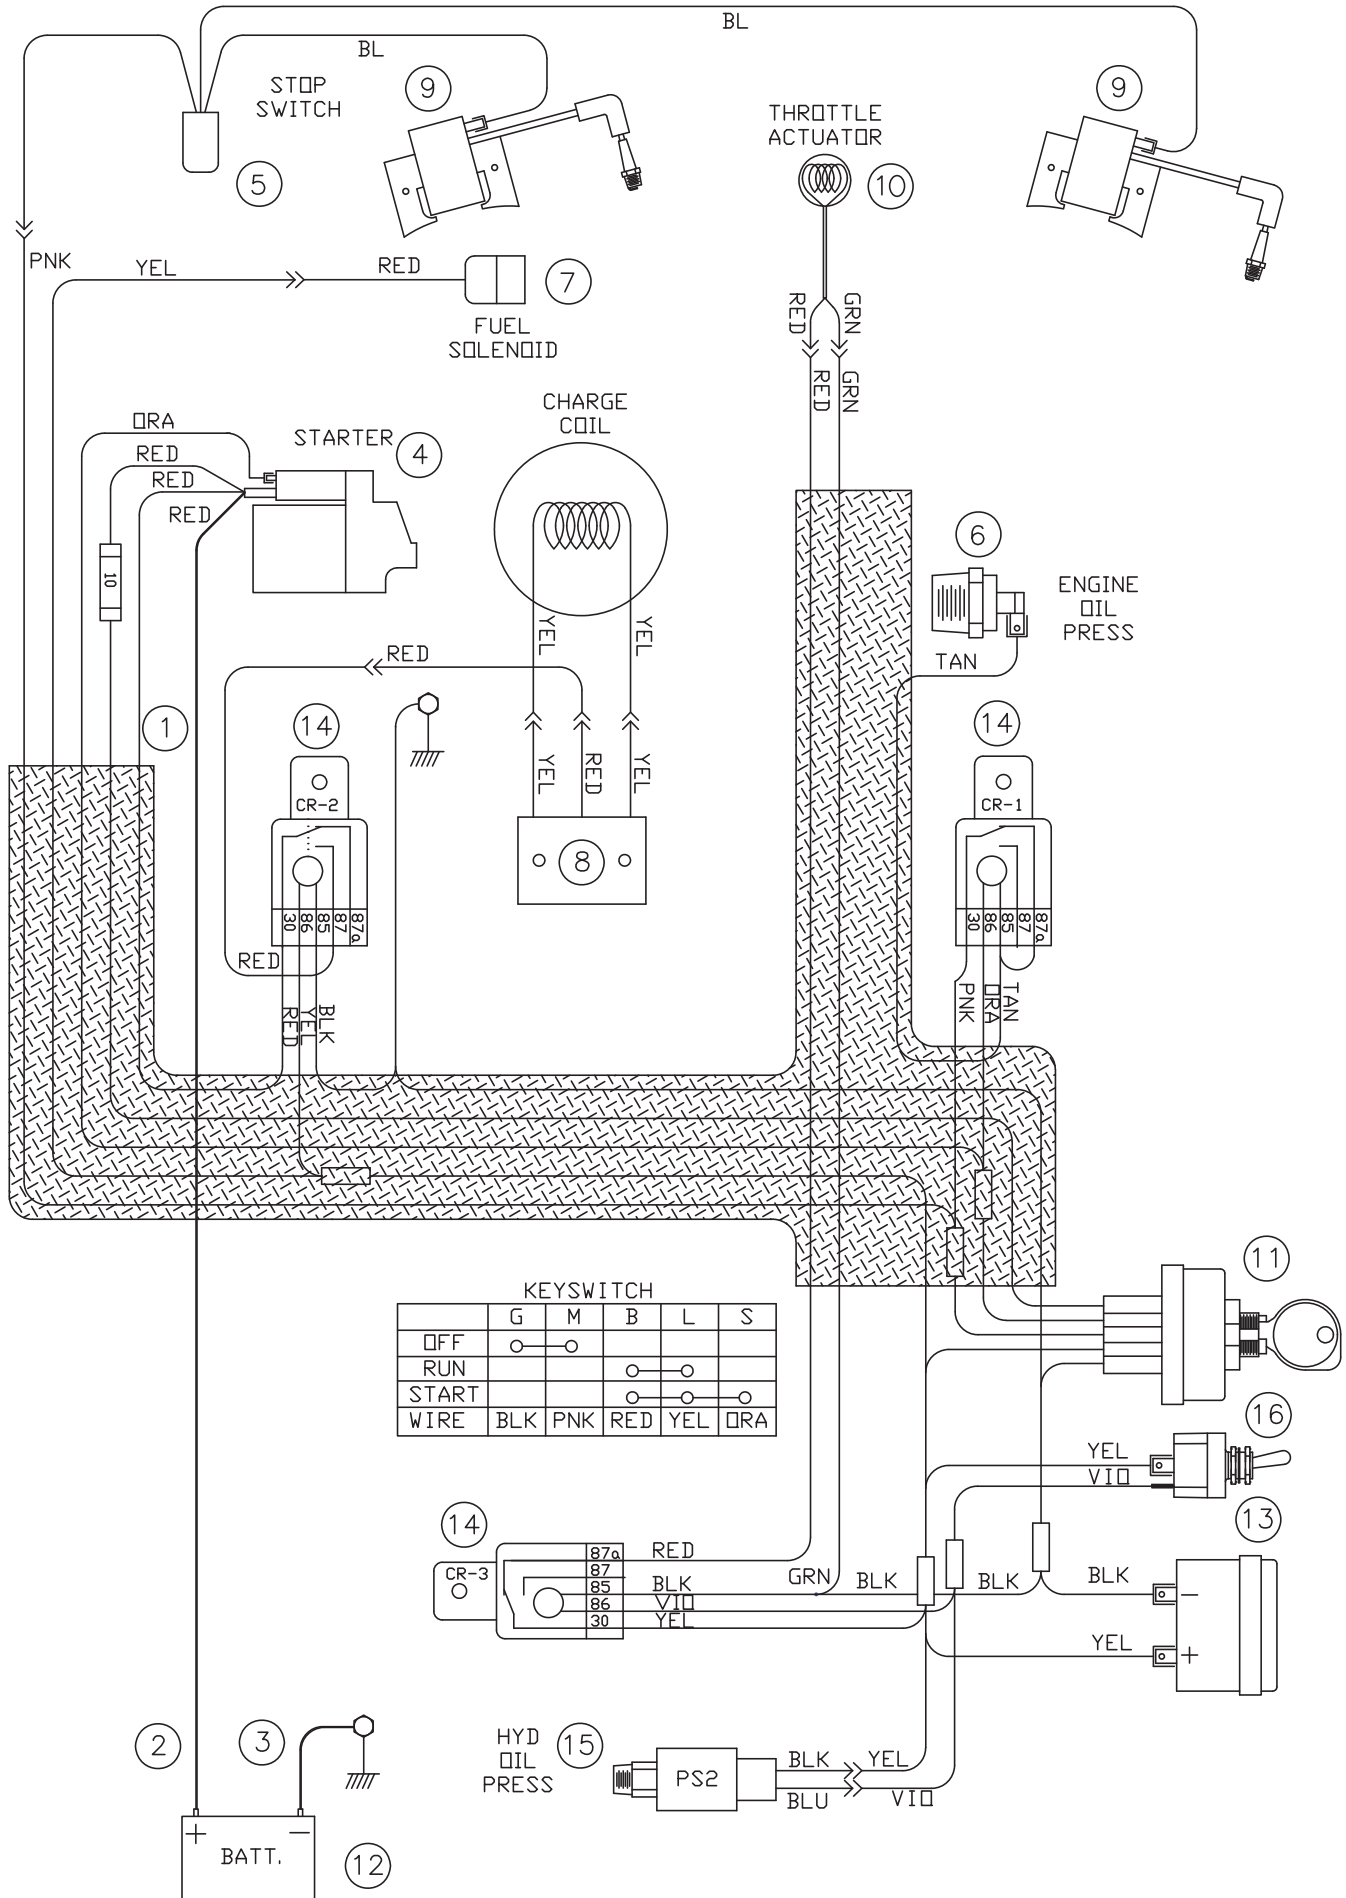 BL
BL
STOP
SWITCH
9
9
THROTTLE
ACTUATOR
5
10
PNK
YEL
RED
7
FUEL
SOLENOID
RED
GRN
RED
GRN
ORA
STARTER
4
CHARGE
COIL
RED
RED
RED
10
6
ENGINE
OIL
PRESS
YEL
YEL
RED
TAN
1
14
14
YEL
RED
YEL
CR-2
CR-1
8
30
86
85
87
87a
30
86
85
87
87a
RED
RED
YEL
BLK
PNK
ORA
TAN
11
KEYSWITCH
G M B L S
OFF
RUN
START
WIRE BLK PNK RED YEL ORA
16
YEL
VIO
14
13
CR-3
87a
87
85
86
30
RED
BLK
VIO
YEL
GRN
BLK
BLK
BLK
−
YEL
+
2
3
HYD
OIL
PRESS
15
PS2
BLK
YEL
BLU
VIO
+
−
BATT.
12